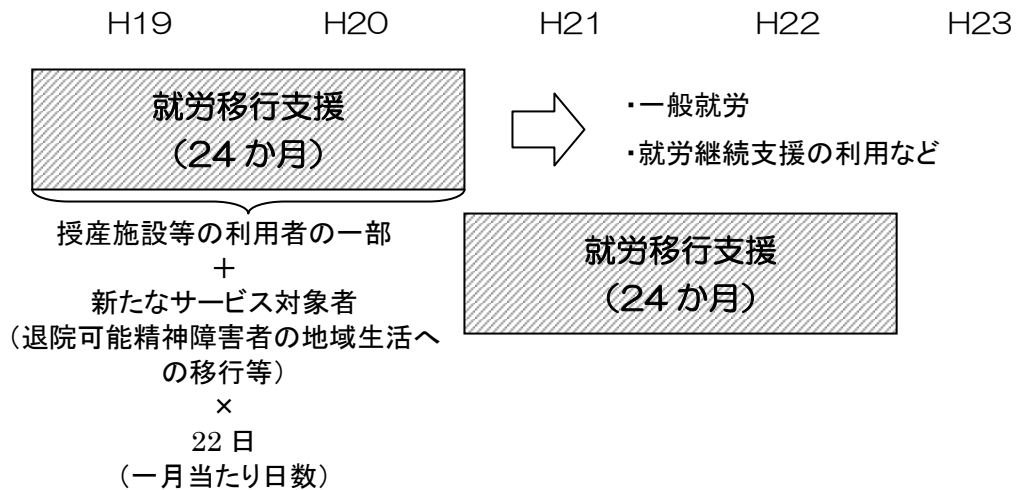 H19 H20 H21 H22 H23
就労移行支援
(24か月)
・一般就労
・就労継続支援の利用など
授産施設等の利用者の一部
+
新たなサービス対象者
(退院可能精神障害者の地域生活へ
の移行等)
×
22日
(一月当たり日数)
就労移行支援
(24か月)